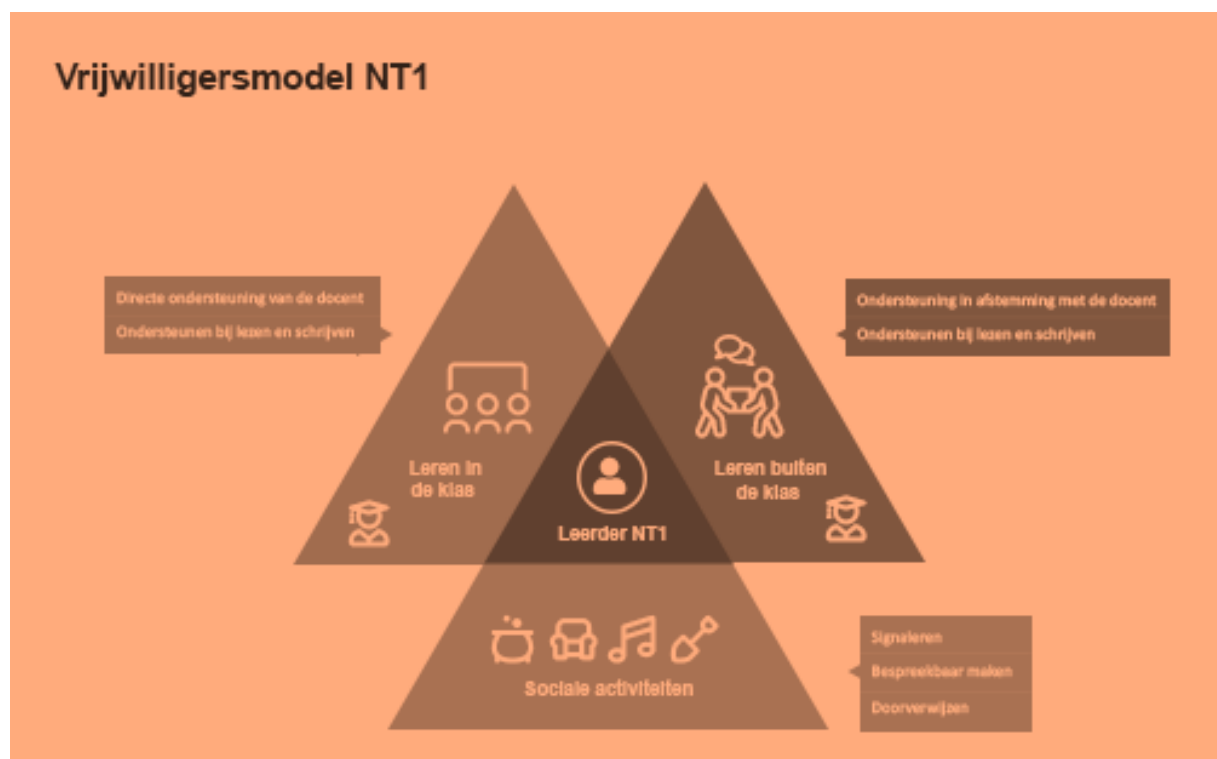 Vrijwilligersmodel NT1
Directe ondersteuning van de docent
Ondersteunen bij lezen en schrijven
Ondersteuning in afstemming met de docent
Ondersteunen bij lezen en schrijven
Leren in
de klas
Leren buiten
de klas
Leerder NT1
Sociale activiteiten
Signaleren
Bespreekbaar maken
Doorverwijzen